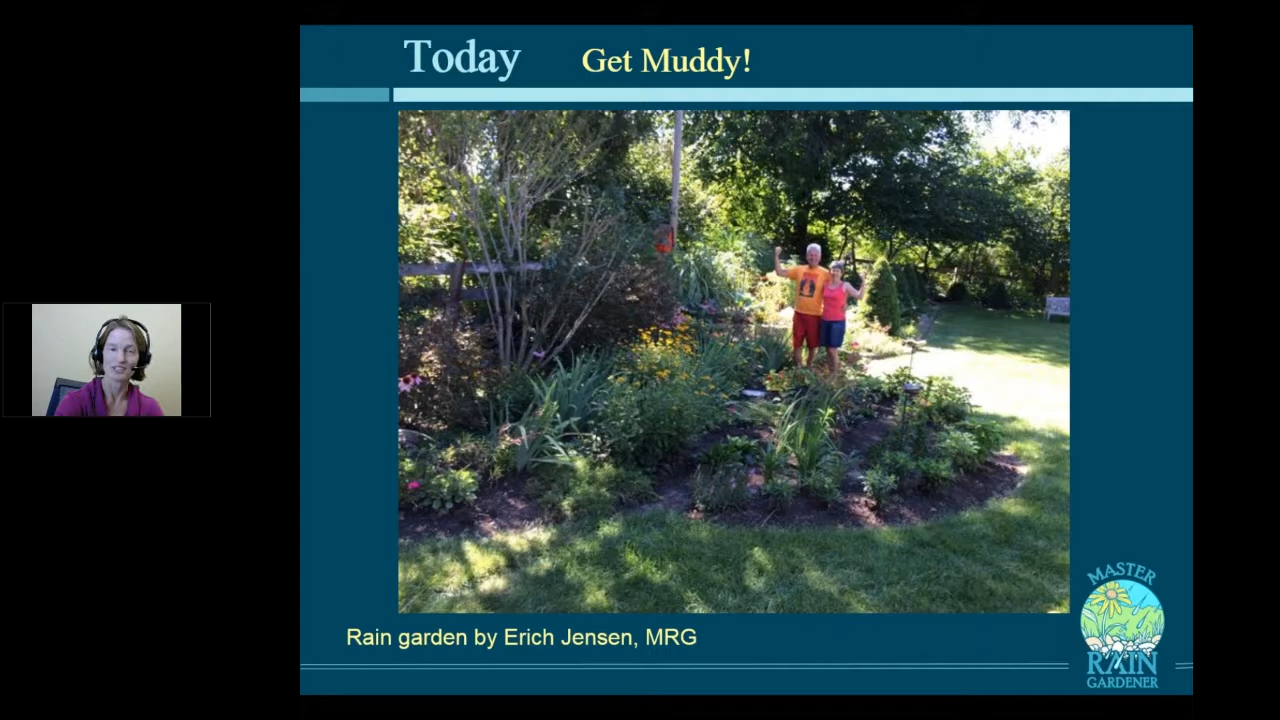 Today Get Muddy!
Rain garden by Erich Jensen, MRG
MASTER
RAIN
GARDENER